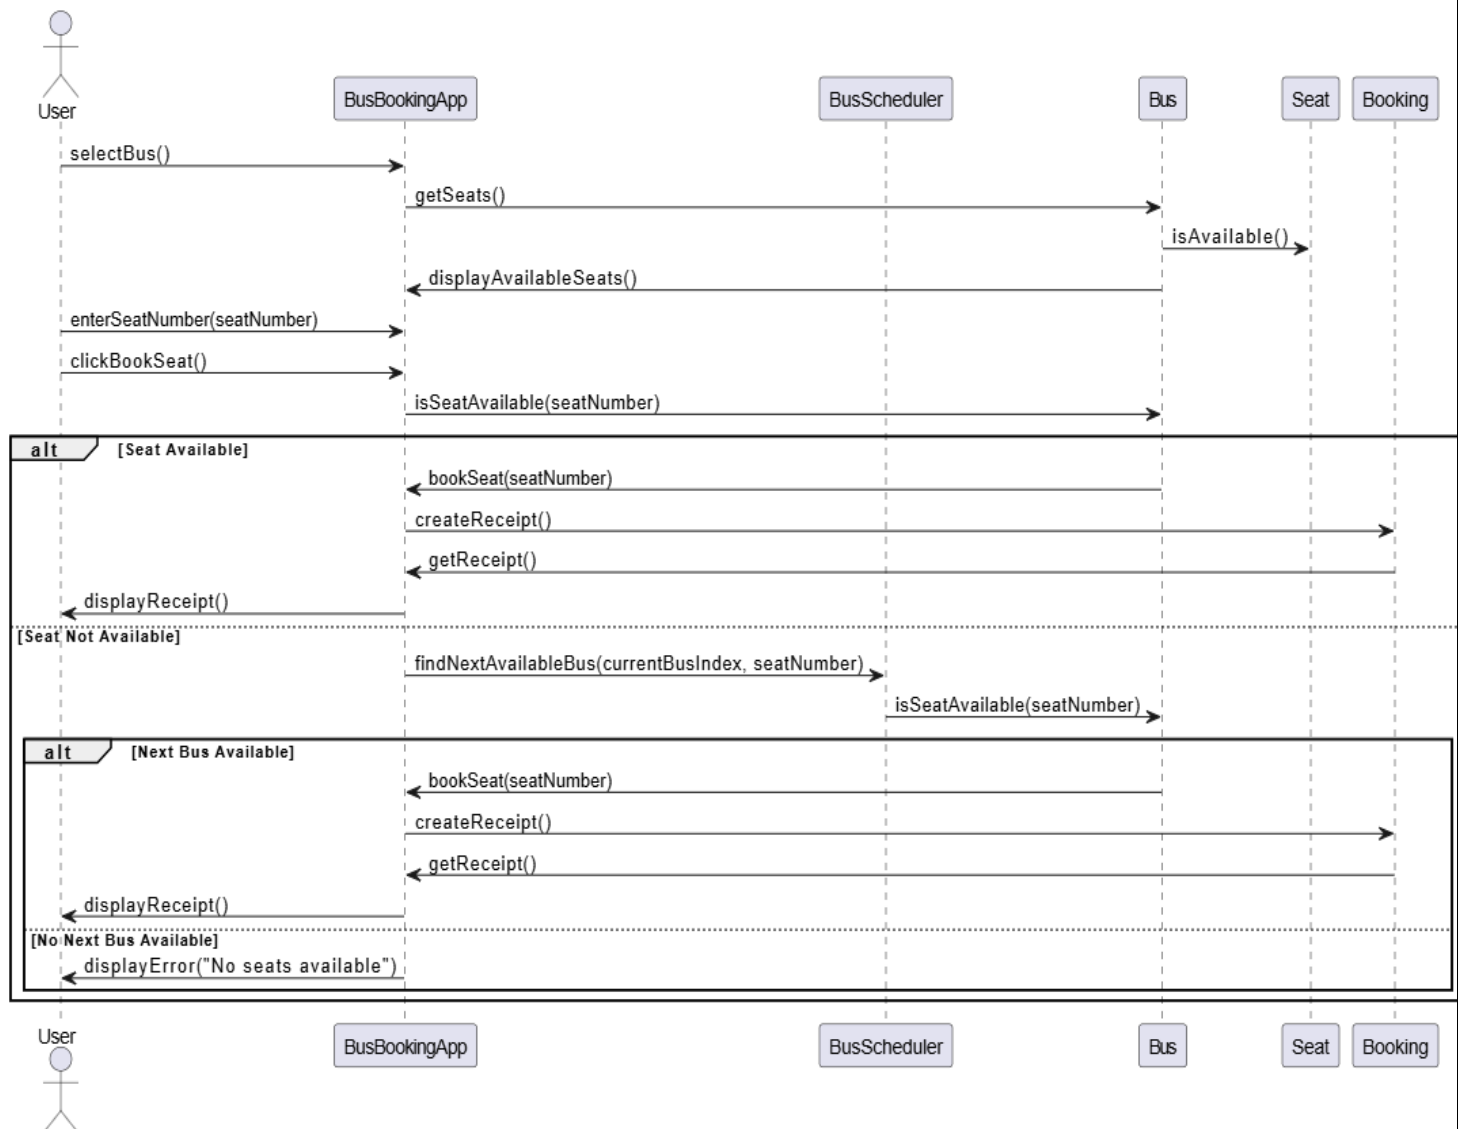 User
BusBookingApp
BusScheduler
Bus
Seat
Booking
selectBus()
getSeats()
isAvailable()
displayAvailableSeats()
enterSeatNumber(seatNumber)
clickBookSeat()
isSeatAvailable(seatNumber)
alt
[Seat Available]
bookSeat(seatNumber)
createReceipt()
getReceipt()
displayReceipt()
[Seat Not Available]
findNextAvailableBus(currentBusIndex, seatNumber)
isSeatAvailable(seatNumber)
alt
[Next Bus Available]
bookSeat(seatNumber)
createReceipt()
getReceipt()
displayReceipt()
[No Next Bus Available]
displayError("No seats available")
User
BusBookingApp
BusScheduler
Bus
Seat
Booking